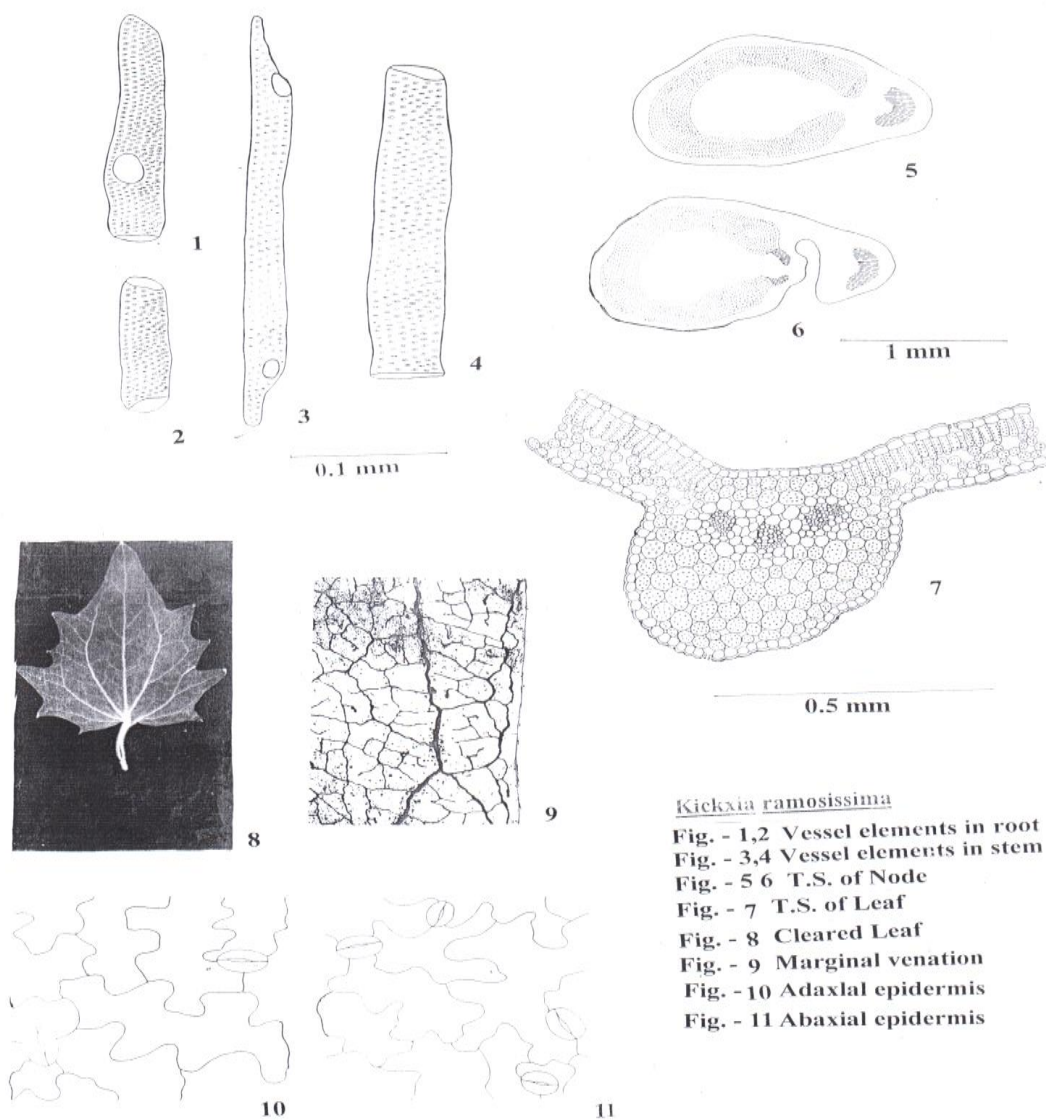 1
2
3
4
0.1 mm
5
6
1 mm
7
0.5 mm
8
9
10
11
Kickxia ramosissima
Fig. - 1,2 Vessel elements in root
Fig. - 3,4 Vessel elements in stem
Fig. - 5 6 T.S. of Node
Fig. - 7 T.S. of Leaf
Fig. - 8 Cleared Leaf
Fig. - 9 Marginal venation
Fig. - 10 Adaxlal epidermis
Fig. - 11 Abaxial epidermis